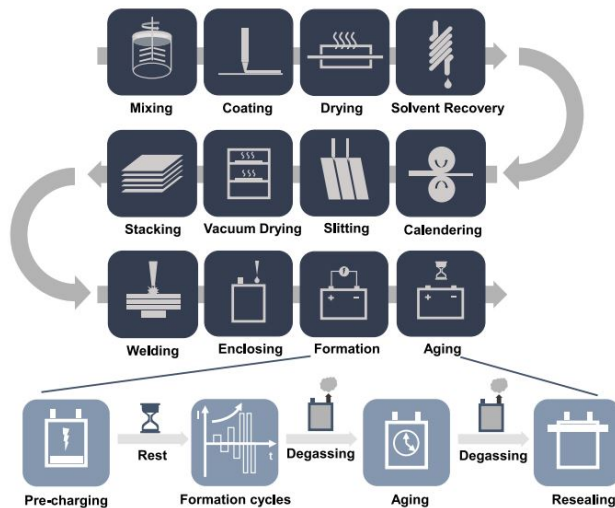 Mixing Coating Drying Solvent Recovery
Stacking Vacuum Drying Slitting Calendering
+ - + -
Welding Enclosing Formation Aging
I
t
Rest Degassing Degassing
Pre-charging Formation cycles Aging Resealing